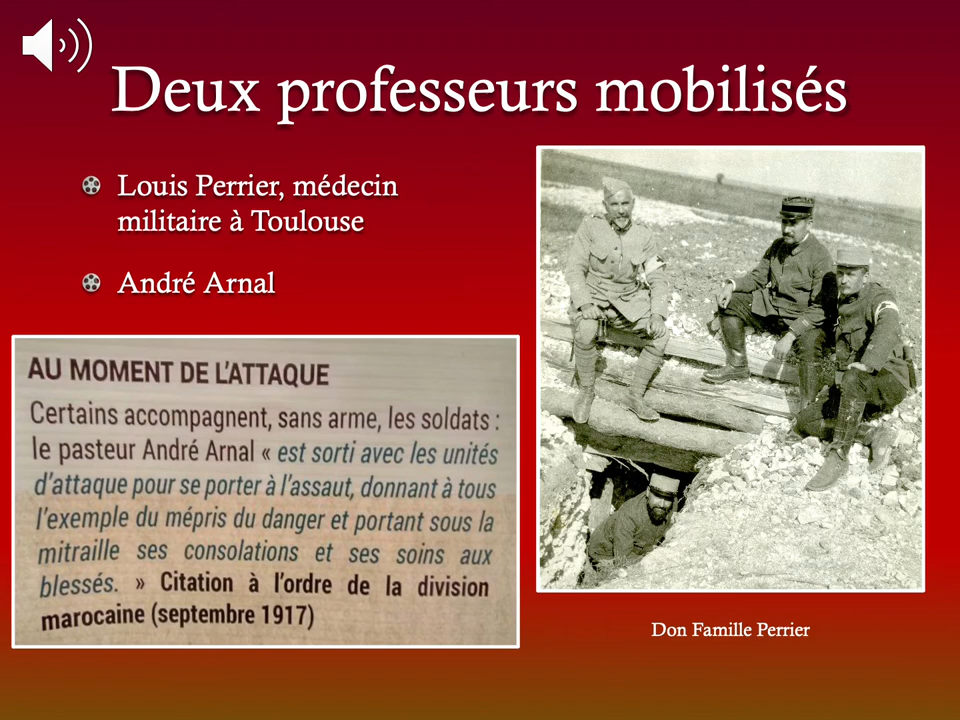 Deux professeurs mobilisés
Louis Perrier, médecin
militaire à Toulouse
André Arnal
AU MOMENT DE L'ATTAQUE
Certains accompagnent, sans arme, les soldats :
le pasteur André Arnal « est sorti avec les unités
d'attaque pour se porter à l'assaut, donnant à tous
l'exemple du mépris du danger et portant sous la
mitraille ses consolations et ses soins aux
blessés. » Citation à l'ordre de la division
marocaine (septembre 1917)
Don Famille Perrier